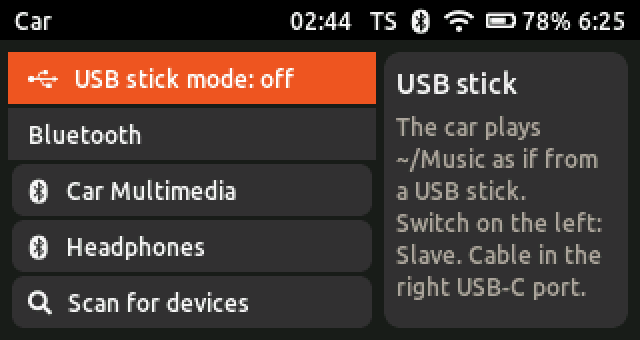 Car 02:44 TS 78% 6:25
USB stick mode: off
Bluetooth
Car Multimedia
Headphones
Scan for devices
USB stick
The car plays
~/Music as if from
a USB stick.
Switch on the left:
Slave. Cable in the
right USB-C port.